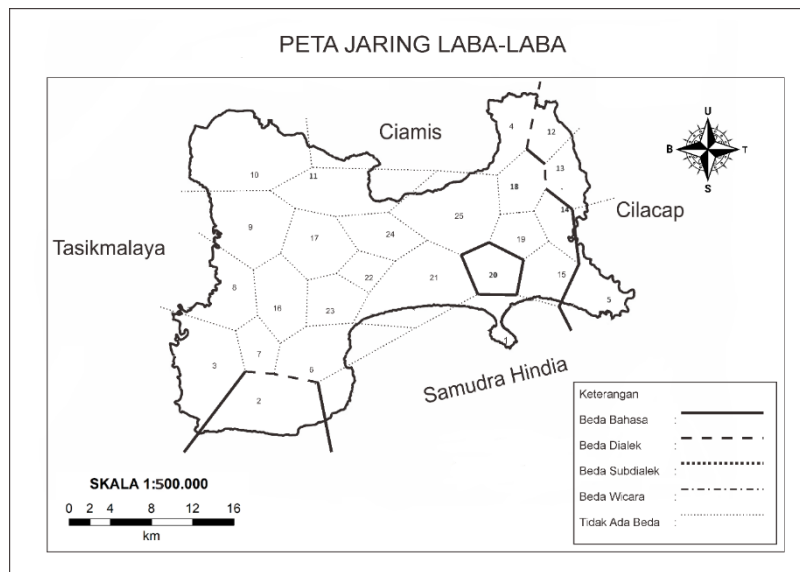 PETA JARING LABA-LABA
Ciamis
U
B
T
S
4
12
13
10
11
18
14
Cilacap
9
17
24
25
19
Tasikmalaya
8
22
21
20
15
16
23
5
1
7
3
6
2
Samudra Hindia
Keterangan
Beda Bahasa :
Beda Dialek :
Beda Subdialek :
Beda Wicara :
Tidak Ada Beda :
SKALA 1:500.000
0 2 4 8 12 16
km